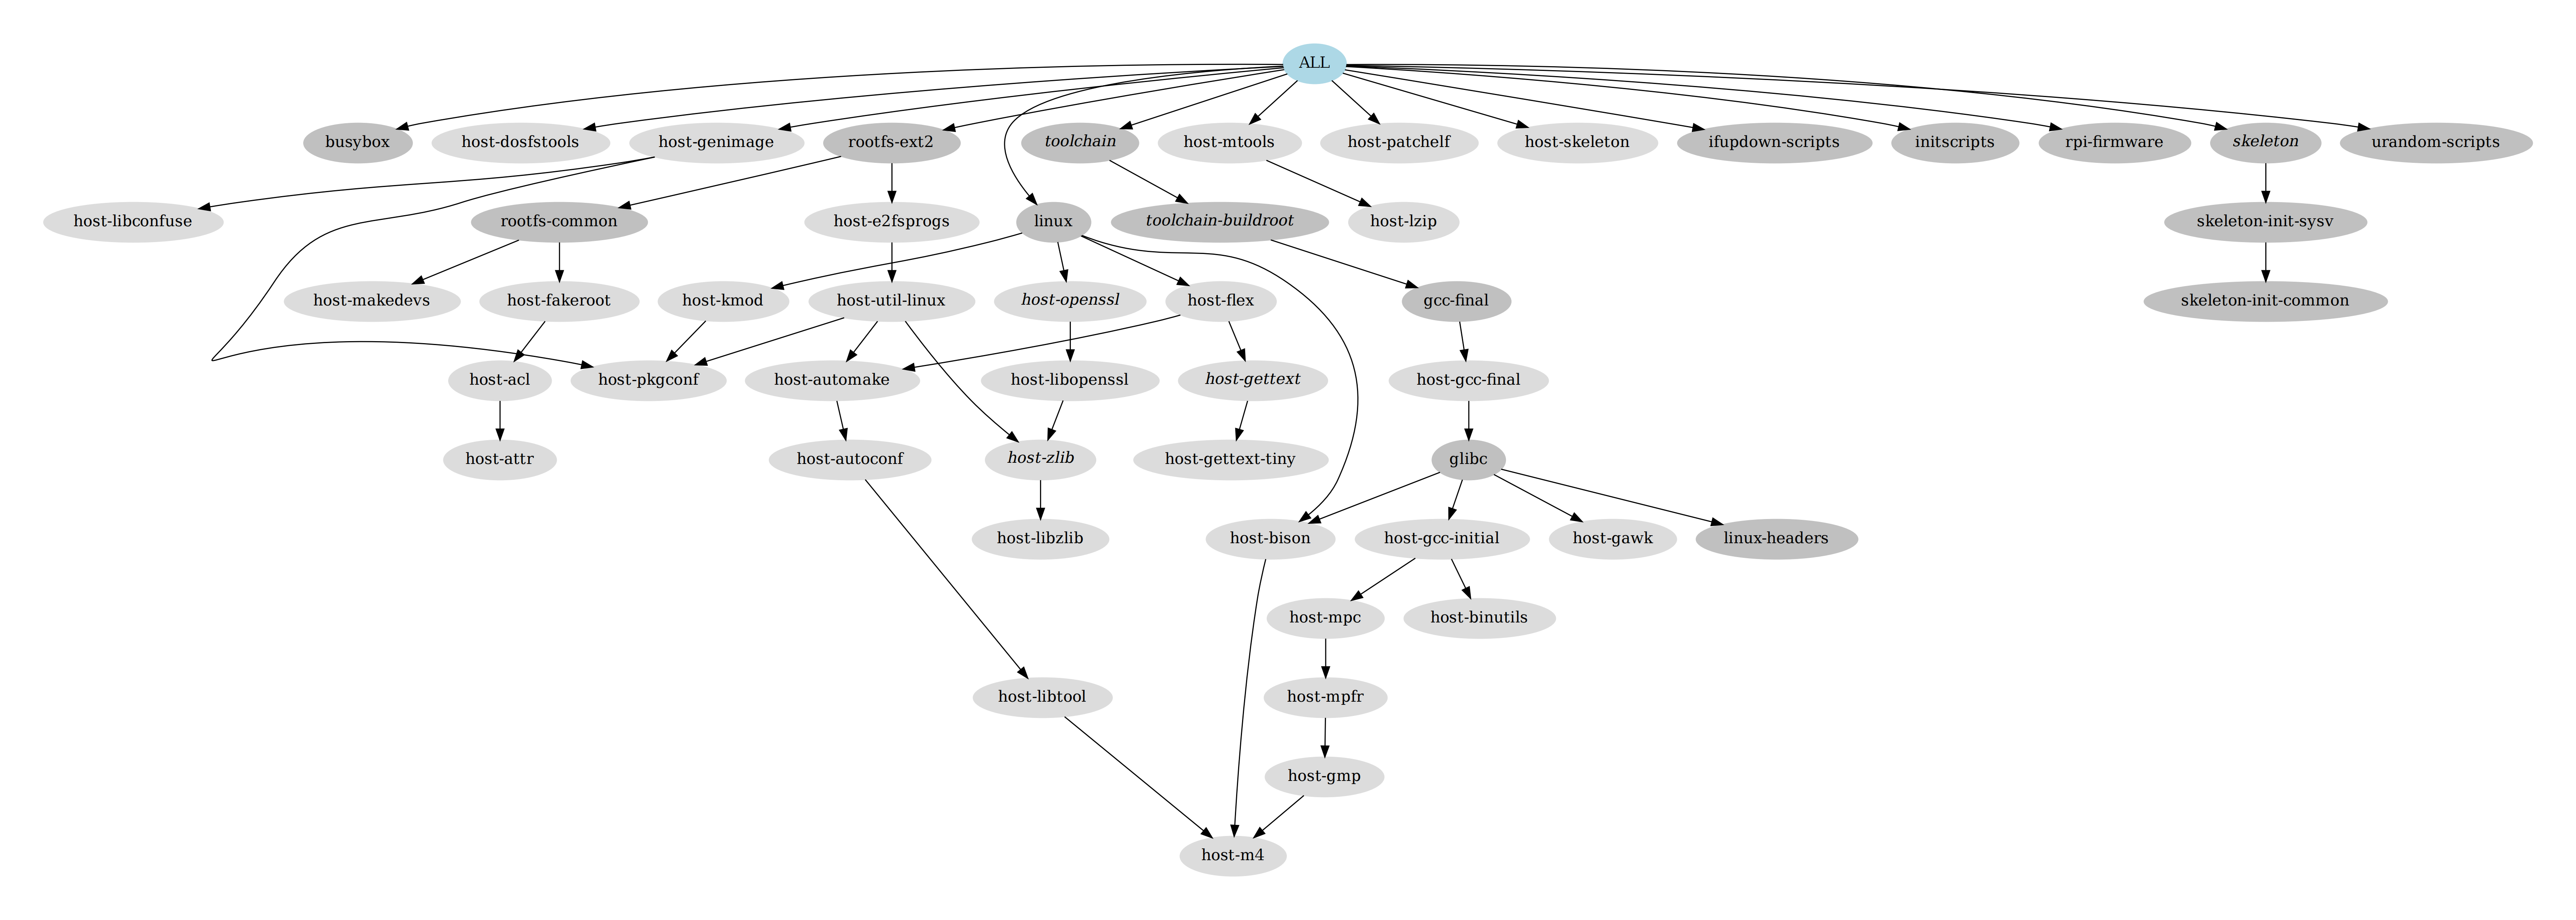 ALL
busybox
host-dosfstools
host-genimage
rootfs-ext2
toolchain
host-mtools
host-patchelf
host-skeleton
ifupdown-scripts
initscripts
rpi-firmware
skeleton
urandom-scripts
host-libconfuse
rootfs-common
host-e2fsprogs
linux
toolchain-buildroot
host-lzip
skeleton-init-sysv
host-makedevs
host-fakeroot
host-kmod
host-util-linux
host-openssl
host-flex
gcc-final
skeleton-init-common
host-acl
host-pkgconf
host-automake
host-libopenssl
host-gettext
host-gcc-final
host-attr
host-autoconf
host-zlib
host-gettext-tiny
glibc
host-libzlib
host-bison
host-gcc-initial
host-gawk
linux-headers
host-mpc
host-binutils
host-libtool
host-mpfr
host-gmp
host-m4